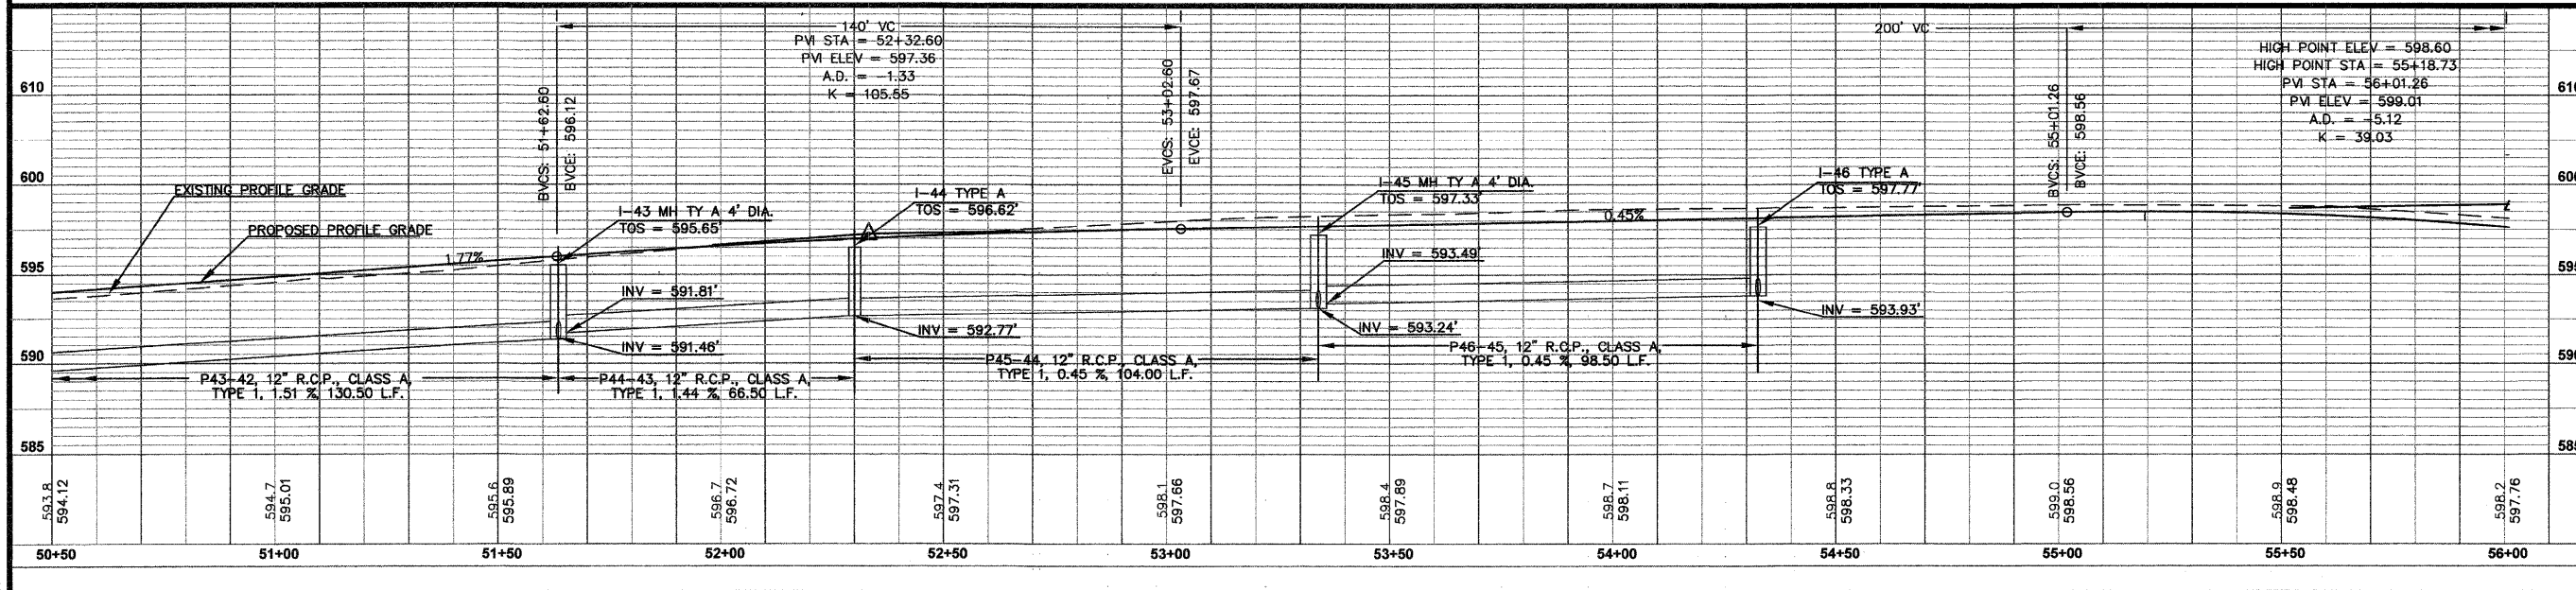 140' VC
PVI STA = 52+32.60
PVI ELEV = 597.36
A.D. = -1.33
K = 105.55
200' VC
HIGH POINT ELEV = 598.60
HIGH POINT STA = 55+18.73
PVI STA = 56+01.26
PVI ELEV = 599.01
A.D. = -5.12
K = 39.03
BVCS: 51+62.60
BVCE: 596.12
EVCS: 53+02.60
EVCE: 597.67
BVCS: 55+01.26
BVCE: 598.56
610
610
600
600
595
595
590
590
585
585
EXISTING PROFILE GRADE
PROPOSED PROFILE GRADE
1.77%
I-43 MH TY A 4' DIA.
TOS = 595.65'
I-44 TYPE A
TOS = 596.62'
I-45 MH TY A 4' DIA.
TOS = 597.33'
0.45%
I-46 TYPE A
TOS = 597.77'
INV = 591.81'
INV = 591.46'
INV = 592.77'
INV = 593.49'
INV = 593.24'
INV = 593.93'
P43-42, 12" R.C.P., CLASS A,
TYPE 1, 1.51 %, 130.50 L.F.
P44-43, 12" R.C.P., CLASS A,
TYPE 1, 1.44 %, 66.50 L.F.
P45-44, 12" R.C.P., CLASS A,
TYPE 1, 0.45 %, 104.00 L.F.
P46-45, 12" R.C.P., CLASS A,
TYPE 1, 0.45 %, 98.50 L.F.
593.8
594.12
594.7
595.01
595.6
595.89
596.7
596.72
597.4
597.31
598.1
597.66
598.4
597.89
598.7
598.11
598.8
598.33
599.0
598.56
598.9
598.48
598.2
597.76
50+50
51+00
51+50
52+00
52+50
53+00
53+50
54+00
54+50
55+00
55+50
56+00